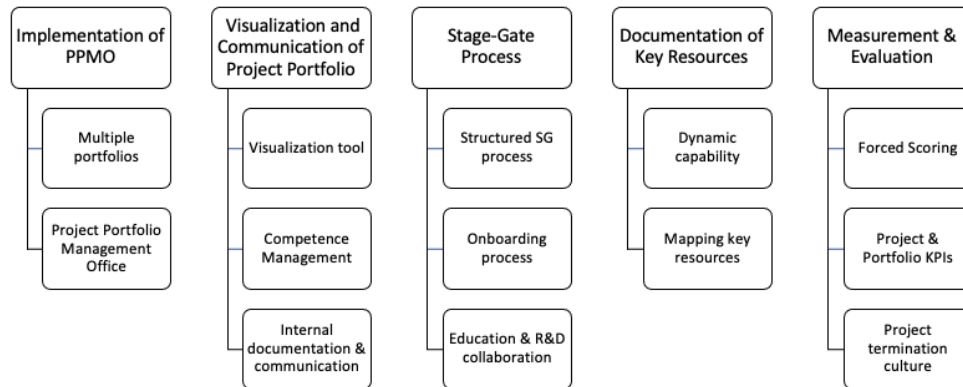 Implementation of
PPMO
Multiple
portfolios
Project Portfolio
Management
Office
Visualization and
Communication of
Project Portfolio
Visualization tool
Competence
Management
Internal
documentation &
communication
Stage-Gate
Process
Structured SG
process
Onboarding
process
Education & R&D
collaboration
Documentation of
Key Resources
Dynamic
capability
Mapping key
resources
Measurement &
Evaluation
Forced Scoring
Project &
Portfolio KPIs
Project
termination
culture